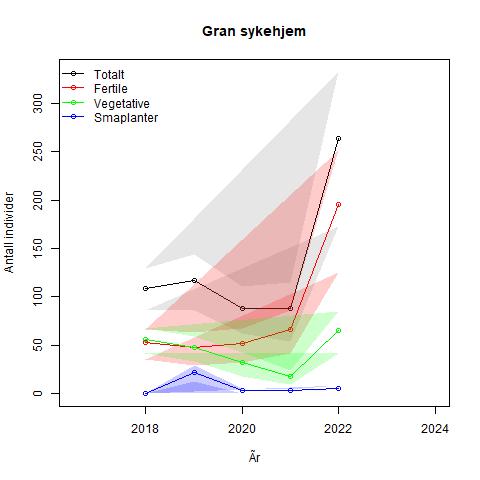 Gran sykehjem
Totalt
Fertile
Vegetative
Smaplanter
Antall individer
0
50
100
150
200
250
300
2018
2020
2022
2024
Ãr